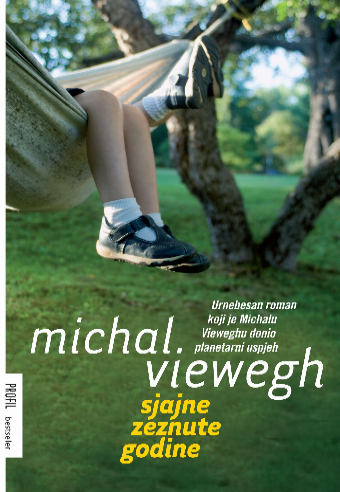 Urnebesan roman
koji je Michalu
Vieweghu donio
planetarni uspjeh
michal.
viewegh
sjajne
zeznute
godine
PROFIL
bestseler